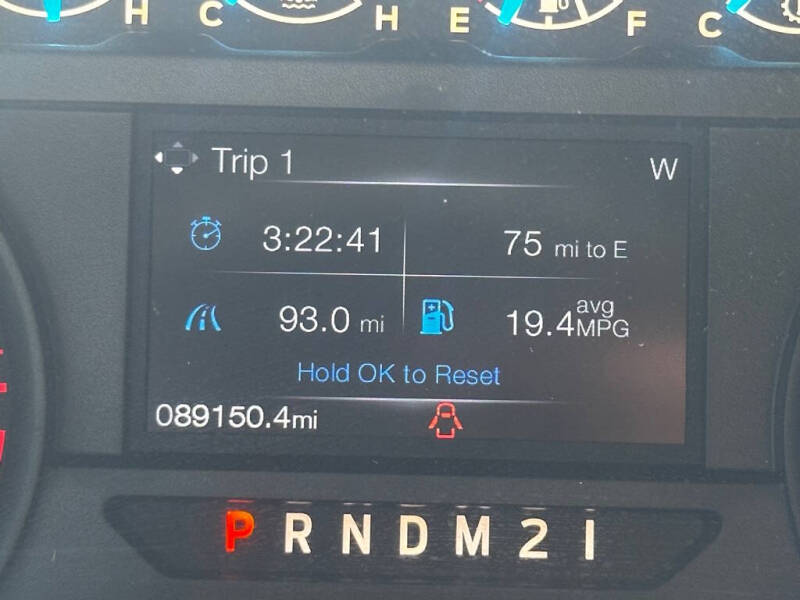 H C H E F C
Trip 1 W
3:22:41 75 mi to E
93.0 mi 19.4 avg MPG
Hold OK to Reset
089150.4mi
P R N D M 2 1